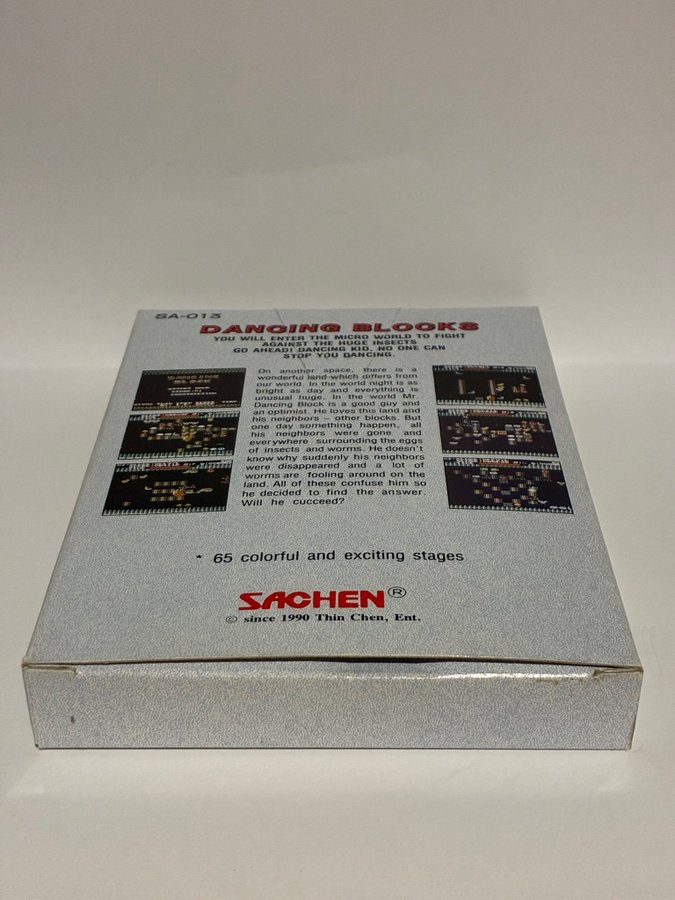 SA-013
DANCING BLOCKS
YOU WILL ENTER THE MICRO WORLD TO FIGHT
AGAINST THE HUGE INSECTS
GO AHEAD! DANCING KID, NO ONE CAN
STOP YOU DANCING.
On another space, there is a
wonderful land which differs from
our world. In the world night is as
bright as day and everything is
unusual huge. In the world Mr.
Dancing Block is a good guy and
an optimist. He loves this land and
his neighbors – other blocks. But
one day something happen, all
his neighbors were gone and
everywhere surrounding the eggs
of insects and worms. He doesn't
know why suddenly his neighbors
were disappeared and a lot of
worms are fooling around on the
land. All of these confuse him so
he decided to find the answer.
Will he cucceed?
* 65 colorful and exciting stages
SACHEN®
© since 1990 Thin Chen, Ent.